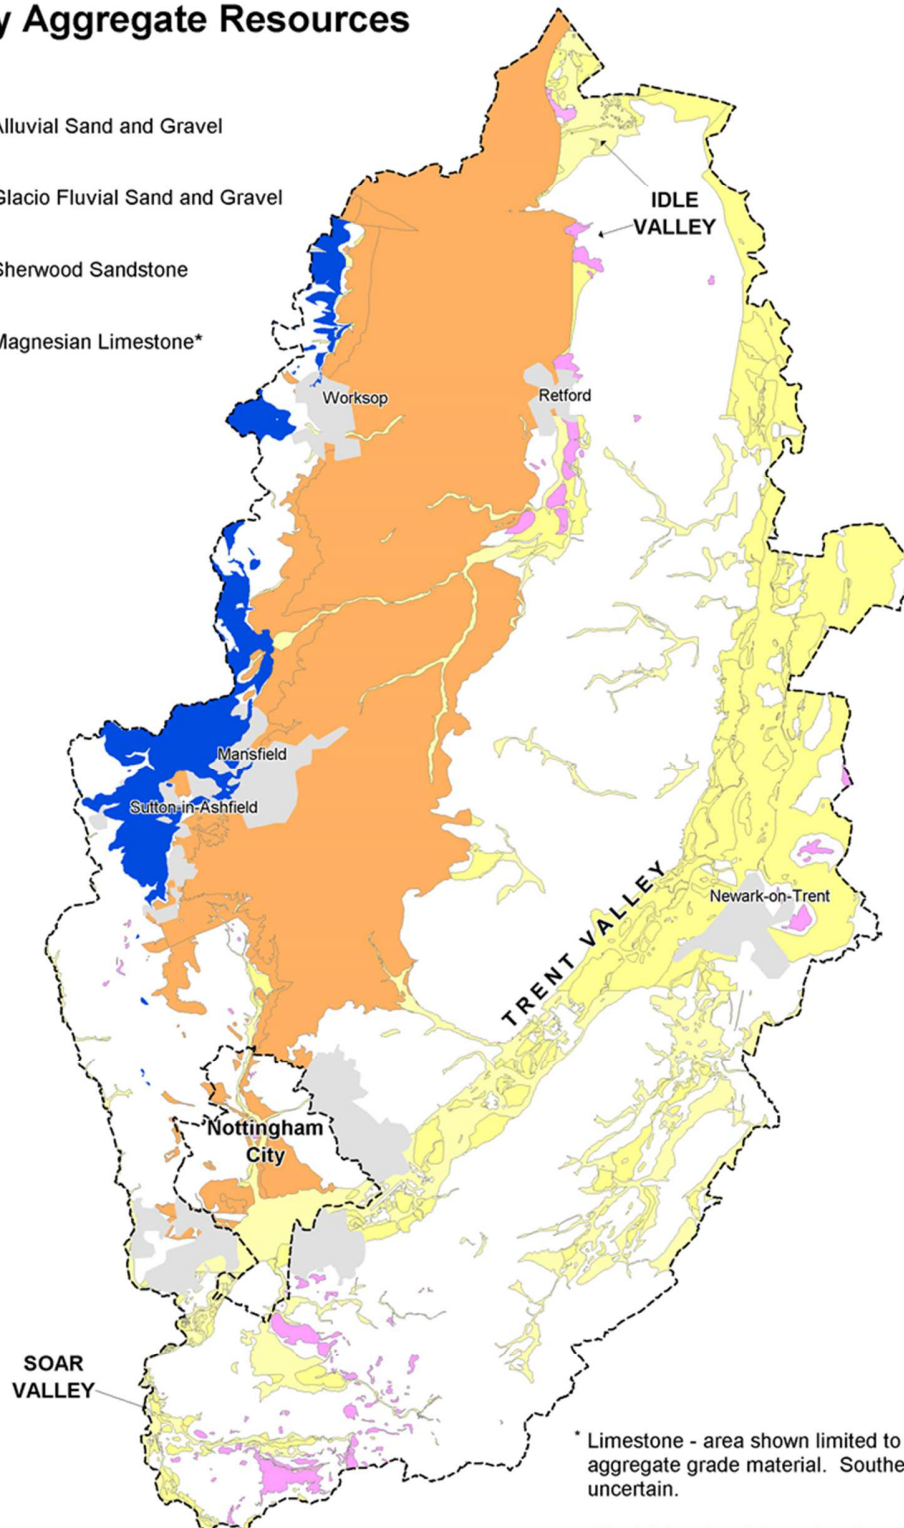 y Aggregate Resources
Alluvial Sand and Gravel
Glacio Fluvial Sand and Gravel
Sherwood Sandstone
Magnesian Limestone*
IDLE
VALLEY
Worksop
Retford
Mansfield
Sutton-in-Ashfield
Newark-on-Trent
TRENT VALLEY
Nottingham
City
SOAR
VALLEY
* Limestone - area shown limited to
aggregate grade material. Southe
uncertain.